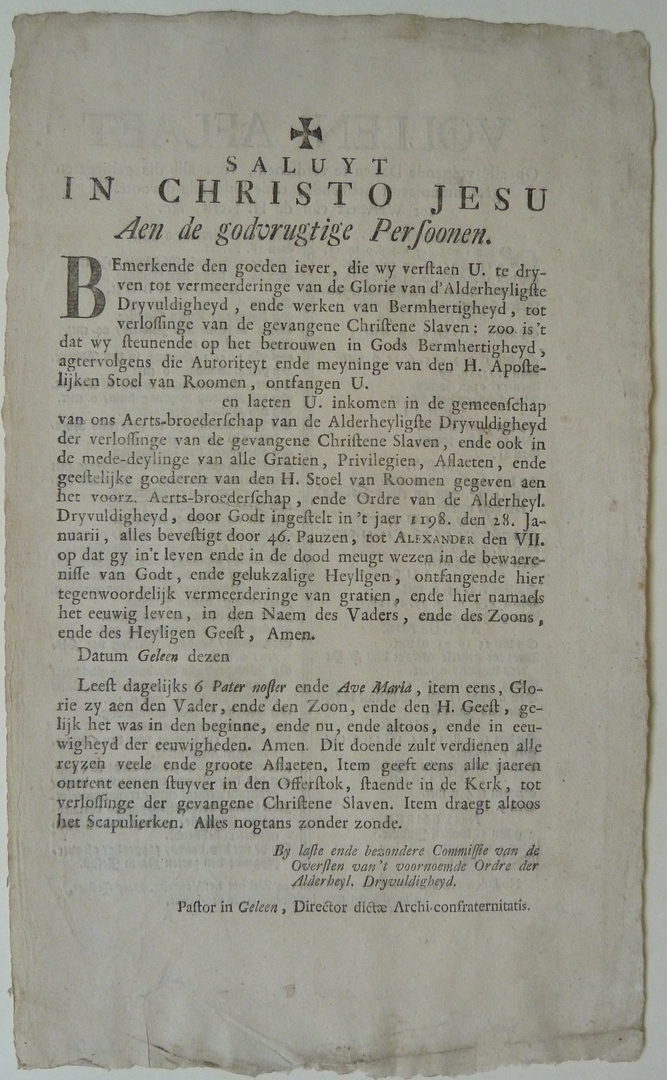 SALUYT
IN CHRISTO JESU
Aen de godvrugtige Perſoonen.
BEmerkende den goeden iever, die wy verſtaen U. te dry-
ven tot vermeerderinge van de Glorie van d'Alderheyligſte
Dryvuldigheyd, ende werken van Bermhertigheyd, tot
verloſſinge van de gevangene Chriſtene Slaven: zoo is't
dat wy ſteunende op het betrouwen in Gods Bermhertigheyd,
agtervolgens die Autoriteyt ende meyninge van den H. Apoſte-
lijken Stoel van Roomen, ontfangen U.
en laeten U. inkomen in de gemeenſchap
van ons Aerts-broederſchap van de Alderheyligſte Dryvuldigheyd
der verloſſinge van de gevangene Chriſtene Slaven, ende ook in
de mede-deylinge van alle Gratien, Privilegien, Aflaeten, ende
geeſtelijke goederen van den H. Stoel van Roomen gegeven aen
het voorz. Aerts-broederſchap, ende Ordre van de Alderheyl.
Dryvuldigheyd, door Godt ingeſtelt in't jaer 1198. den 28. Ja-
nuarii, alles beveſtigt door 46. Pauzen, tot ALEXANDER den VII.
op dat gy in't leven ende in de dood meugt wezen in de bewaere-
niſſe van Godt, ende gelukzalige Heyligen, ontfangende hier
tegenwoordelijk vermeerderinge van gratien, ende hier namaels
het eeuwig leven, in den Naem des Vaders, ende des Zoons,
ende des Heyligen Geeſt, Amen.
Datum Geleen dezen
Leeſt dagelijks 6 Pater noſter ende Ave Maria, item eens, Glo-
rie zy aen den Vader, ende den Zoon, ende den H. Geeſt, ge-
lijk het was in den beginne, ende nu, ende altoos, ende in eeu-
wigheyd der eeuwigheden. Amen. Dit doende zult verdienen alle
reyzen veele ende groote Aflaeten. Item geeft eens alle jaeren
ontrent eenen ſtuyver in den Offerſtok, ſtaende in de Kerk, tot
verloſſinge der gevangene Chriſtene Slaven. Item draegt altoos
het Scapulierken. Alles nogtans zonder zonde.
By laſte ende bezondere Commiſſie van de
Overſten van't voornoemde Ordre der
Alderheyl. Dryvuldigheyd.
Paſtor in Geleen, Director dictæ Archi-confraternitatis.